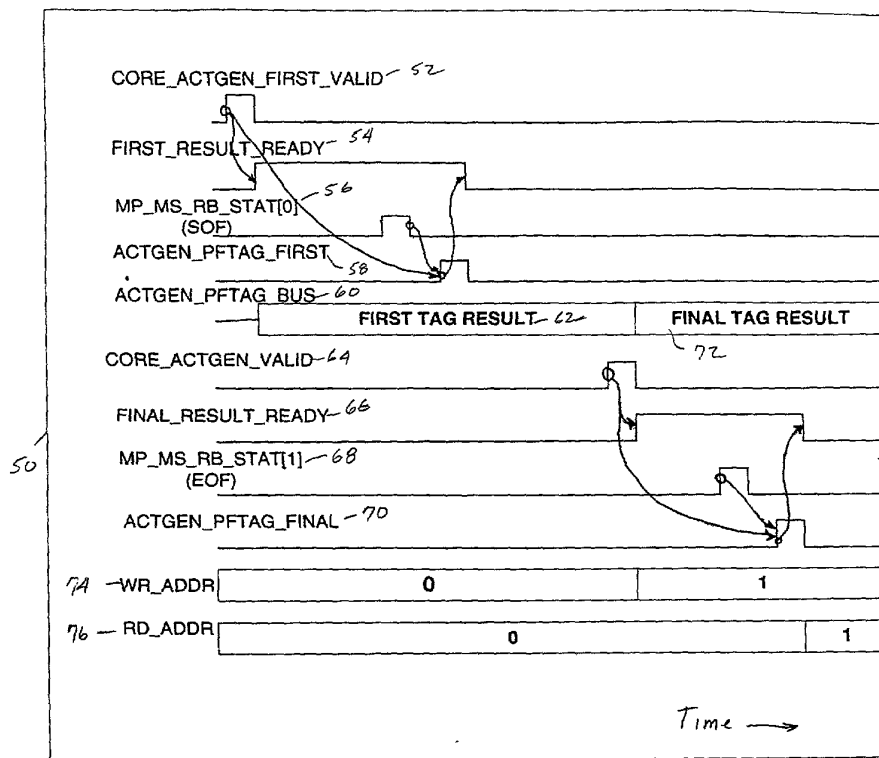 CORE_ACTGEN_FIRST_VALID 52
FIRST_RESULT_READY 54
56
MP_MS_RB_STAT[0]
(SOF)
ACTGEN_PFTAG_FIRST 58
ACTGEN_PFTAG_BUS 60
FIRST TAG RESULT 62 FINAL TAG RESULT
72
CORE_ACTGEN_VALID 64
FINAL_RESULT_READY 66
50
MP_MS_RB_STAT[1] 68
(EOF)
ACTGEN_PFTAG_FINAL 70
74 WR_ADDR 0 1
76 RD_ADDR 0 1
Time